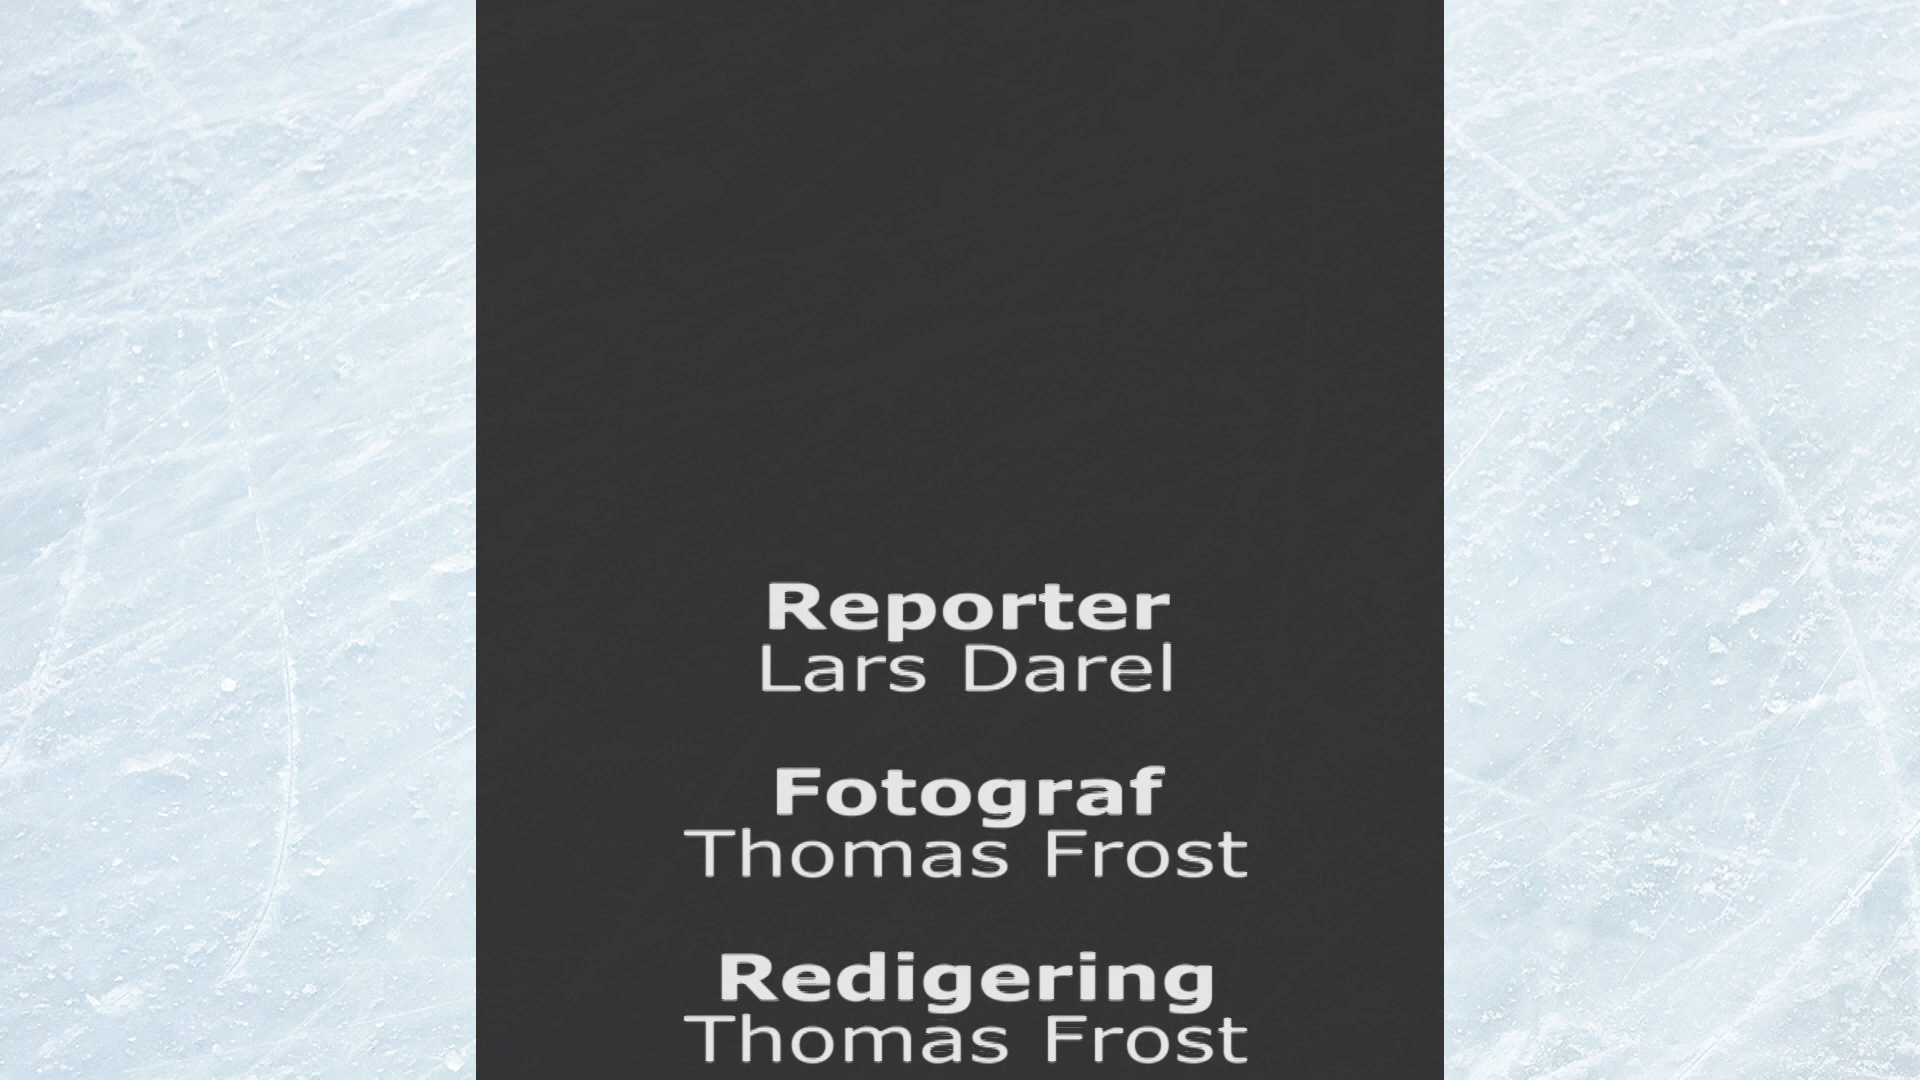 Reporter
Lars Darel
Fotograf
Thomas Frost
Redigering
Thomas Frost